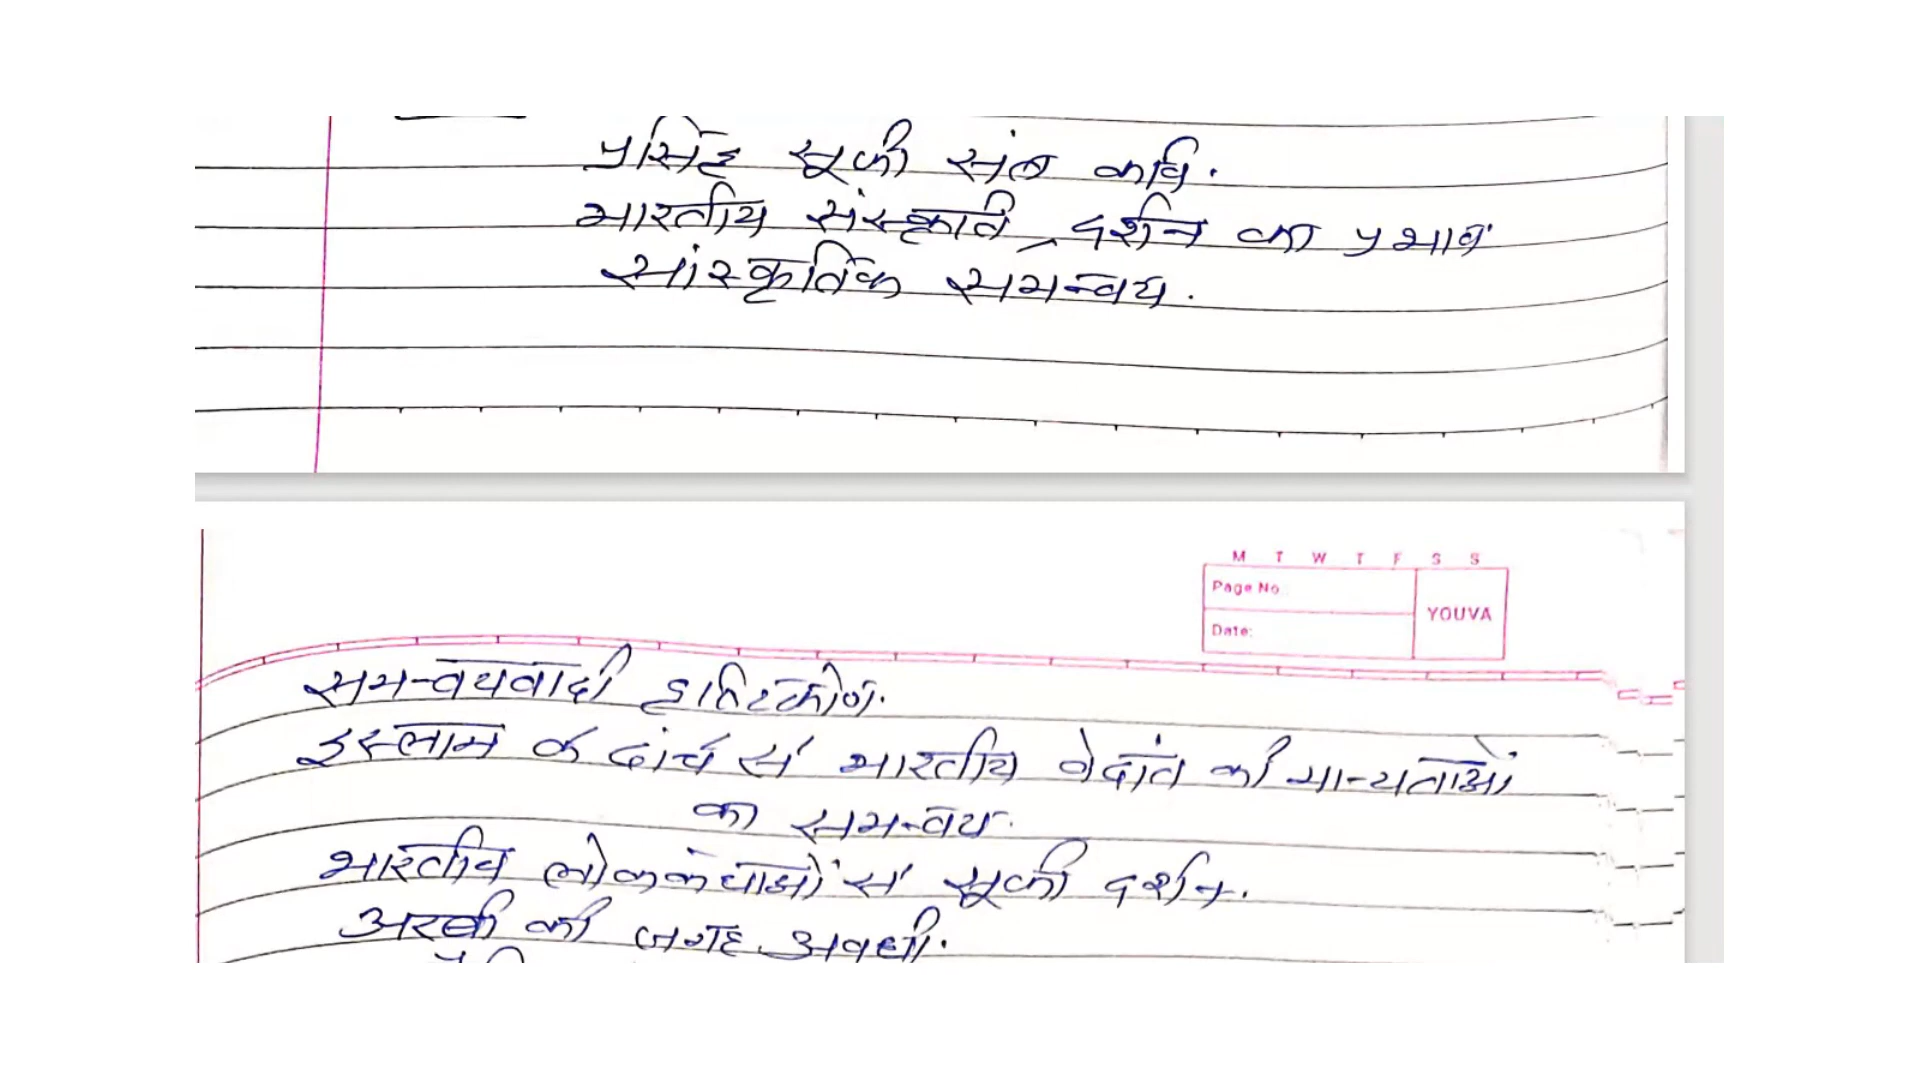 प्रसिद्ध सूफी संत कवि.
भारतीय संस्कृति, दर्शन का प्रभाव
सांस्कृतिक समन्वय.
M T W T F S S
Page No.
YOUVA
Date:
समन्वयवादी दृष्टिकोण.
इस्लाम के ढांचे से भारतीय वेदांत की मान्यताओं
का समन्वय.
भारतीय लोककथाओं से सूफी दर्शन.
अरबी की जगह अवधी.